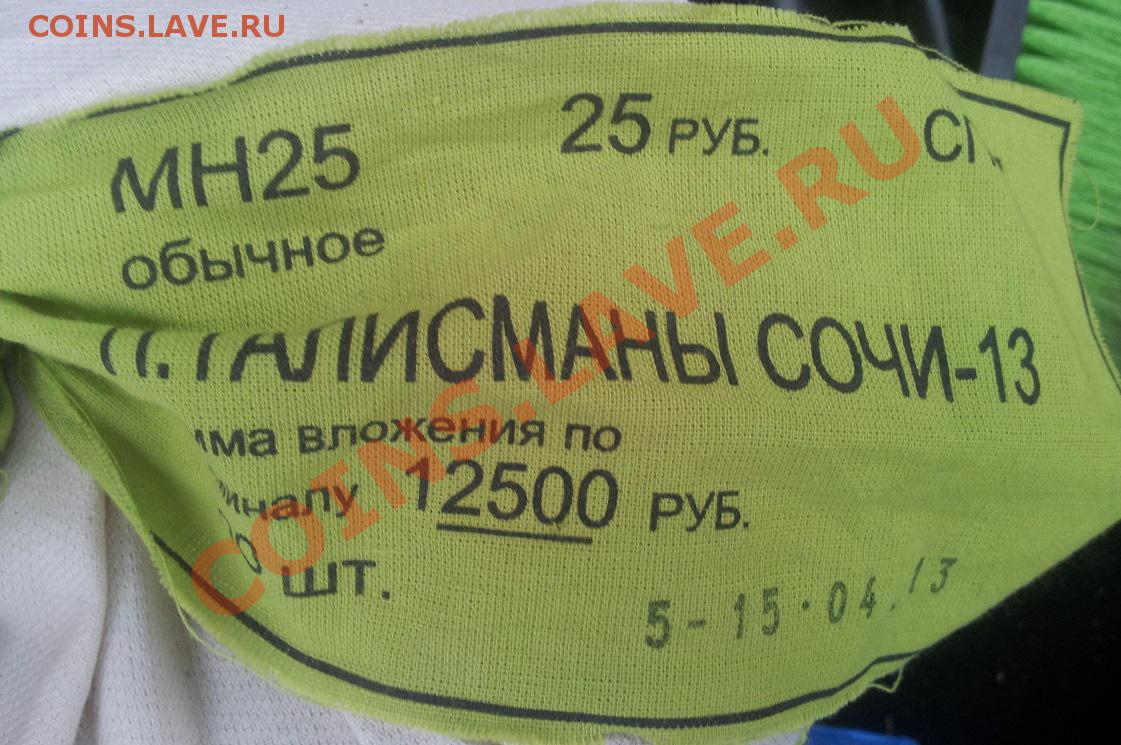 COINS.LAVE.RU
МН25 25 РУБ.
обычное
ТАЛИСМАНЫ СОЧИ-13
вложения по
12500 РУБ.
ШТ.
5-15.04.13
COINS.LAVE.RU